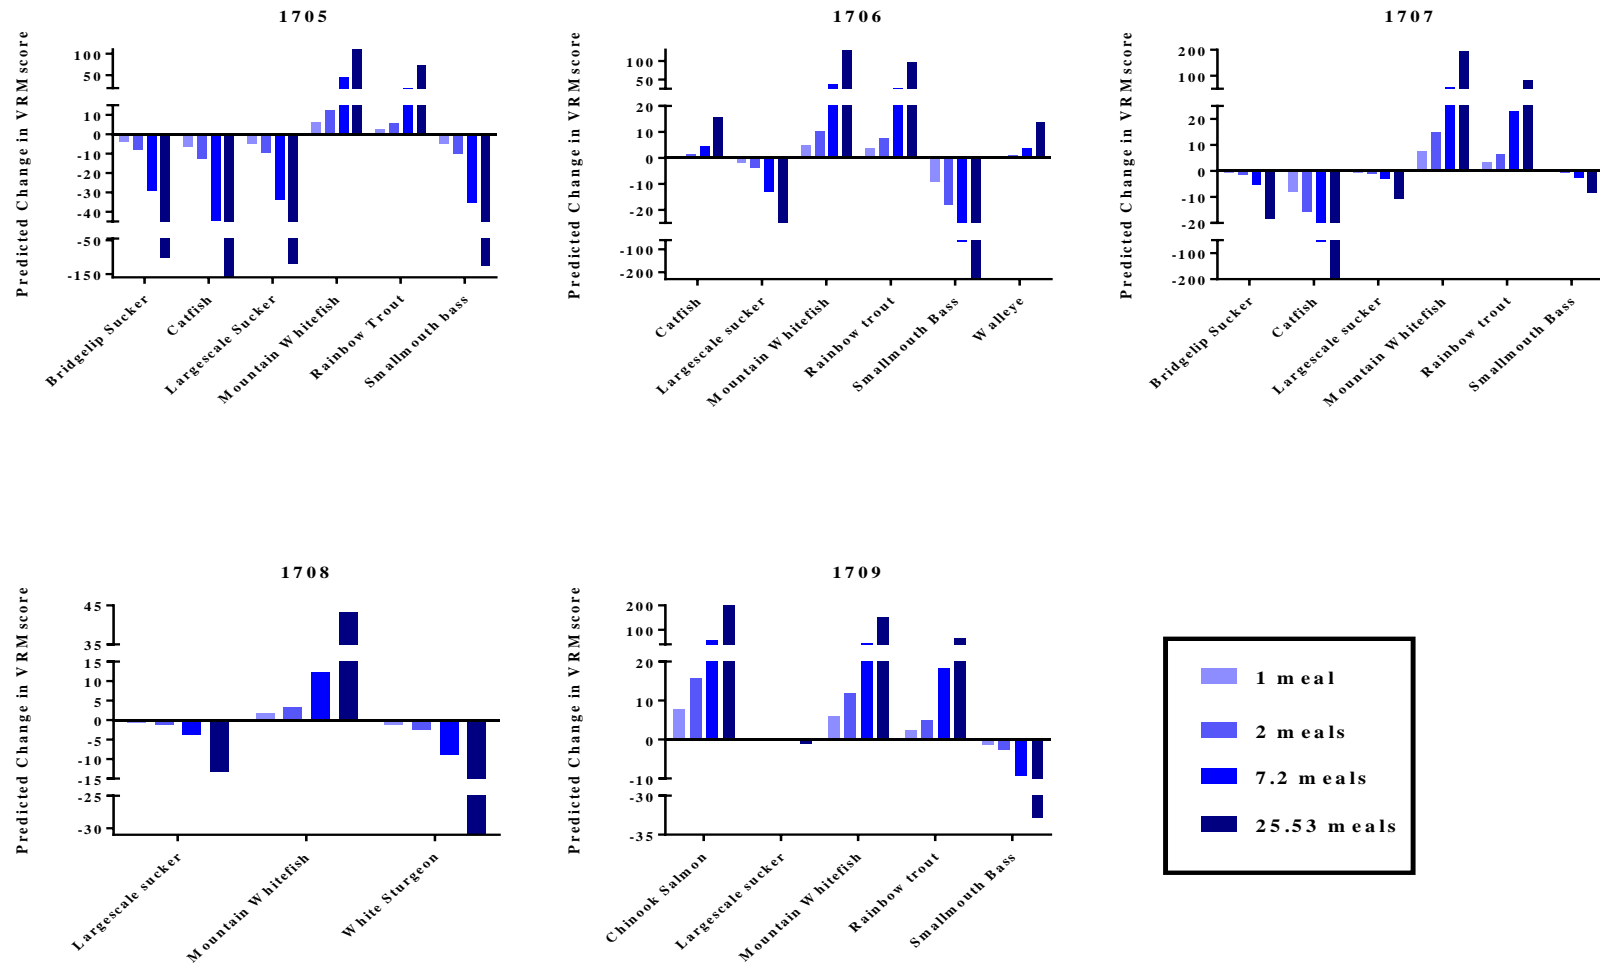 1705
Predicted Change in VRM score
100
50
10
0
-10
-20
-30
-40
-50
-150
Bridgelip Sucker
Catfish
Largescale Sucker
Mountain Whitefish
Rainbow Trout
Smallmouth bass
1706
Predicted Change in VRM score
100
50
20
10
0
-10
-20
-100
-200
Catfish
Largescale sucker
Mountain Whitefish
Rainbow trout
Smallmouth Bass
Walleye
1707
Predicted Change in VRM score
200
100
20
10
0
-10
-20
-100
-200
Bridgelip Sucker
Catfish
Largescale sucker
Mountain Whitefish
Rainbow trout
Smallmouth Bass
1708
Predicted Change in VRM score
45
35
15
10
5
0
-5
-10
-15
-25
-30
Largescale sucker
Mountain Whitefish
White Sturgeon
1709
Predicted Change in VRM score
200
100
20
10
0
-10
-30
-35
Chinook Salmon
Largescale sucker
Mountain Whitefish
Rainbow trout
Smallmouth Bass
1 meal
2 meals
7.2 meals
25.53 meals